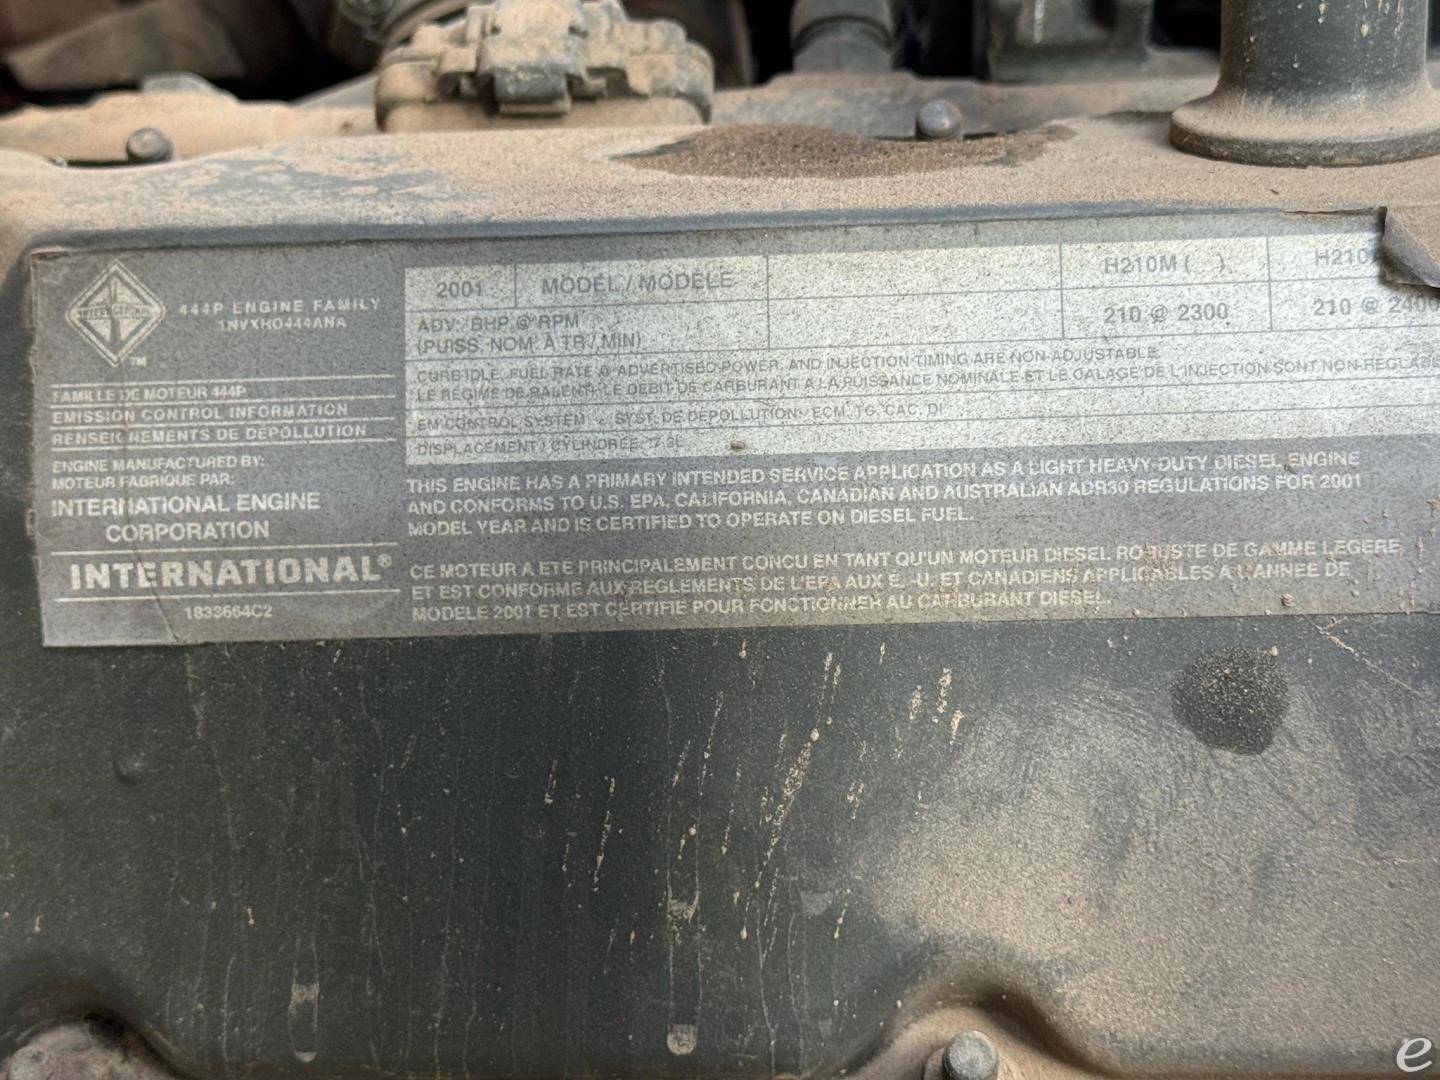 INTERNATIONAL
TM
444P ENGINE FAMILY
1NVXH0444ANA
FAMILLE DE MOTEUR 444P
EMISSION CONTROL INFORMATION
RENSEIGNEMENTS DE DEPOLLUTION
ENGINE MANUFACTURED BY:
MOTEUR FABRIQUE PAR:
INTERNATIONAL ENGINE
CORPORATION
INTERNATIONAL®
1833664C2
2001 MODEL / MODÈLE H210M ( ) H210
ADV. BHP @ RPM 210 @ 2300 210 @ 2400
(PUISS. NOM. À TR / MIN)
CURB IDLE, FUEL RATE @ ADVERTISED POWER, AND INJECTION TIMING ARE NON-ADJUSTABLE
LE REGIME DE RALENTI, LE DEBIT DE CARBURANT A LA PUISSANCE NOMINALE ET LE CALAGE DE L'INJECTION SONT NON-REGLAB
EM CONTROL SYSTEM / SYST. DE DEPOLLUTION: ECM, TC, CAC, DI
DISPLACEMENT / CYLINDREE: 7.3L
THIS ENGINE HAS A PRIMARY INTENDED SERVICE APPLICATION AS A LIGHT HEAVY-DUTY DIESEL ENGINE
AND CONFORMS TO U.S. EPA, CALIFORNIA, CANADIAN AND AUSTRALIAN ADR30 REGULATIONS FOR 2001
MODEL YEAR AND IS CERTIFIED TO OPERATE ON DIESEL FUEL.
CE MOTEUR A ETE PRINCIPALEMENT CONCU EN TANT QU'UN MOTEUR DIESEL ROBUSTE DE GAMME LEGERE,
ET EST CONFORME AUX REGLEMENTS DE L'EPA AUX E.-U. ET CANADIENS APPLICABLES A L'ANNEE DE
MODELE 2001 ET EST CERTIFIE POUR FONCTIONNER AU CARBURANT DIESEL.
e